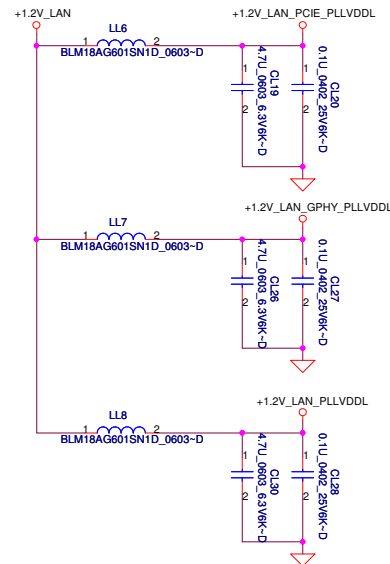 +1.2V_LAN
+1.2V_LAN_PCIE_PLLVDDL
LL6
1
2
BLM18AG601SN1D_0603~D
1
2
CL19
4.7U_0603_6.3V6K~D
1
2
CL20
0.1U_0402_25V6K~D
+1.2V_LAN_GPHY_PLLVDDL
LL7
1
2
BLM18AG601SN1D_0603~D
1
2
CL26
4.7U_0603_6.3V6K~D
1
2
CL27
0.1U_0402_25V6K~D
+1.2V_LAN_PLLVDDL
LL8
1
2
BLM18AG601SN1D_0603~D
1
2
CL30
4.7U_0603_6.3V6K~D
1
2
CL28
0.1U_0402_25V6K~D